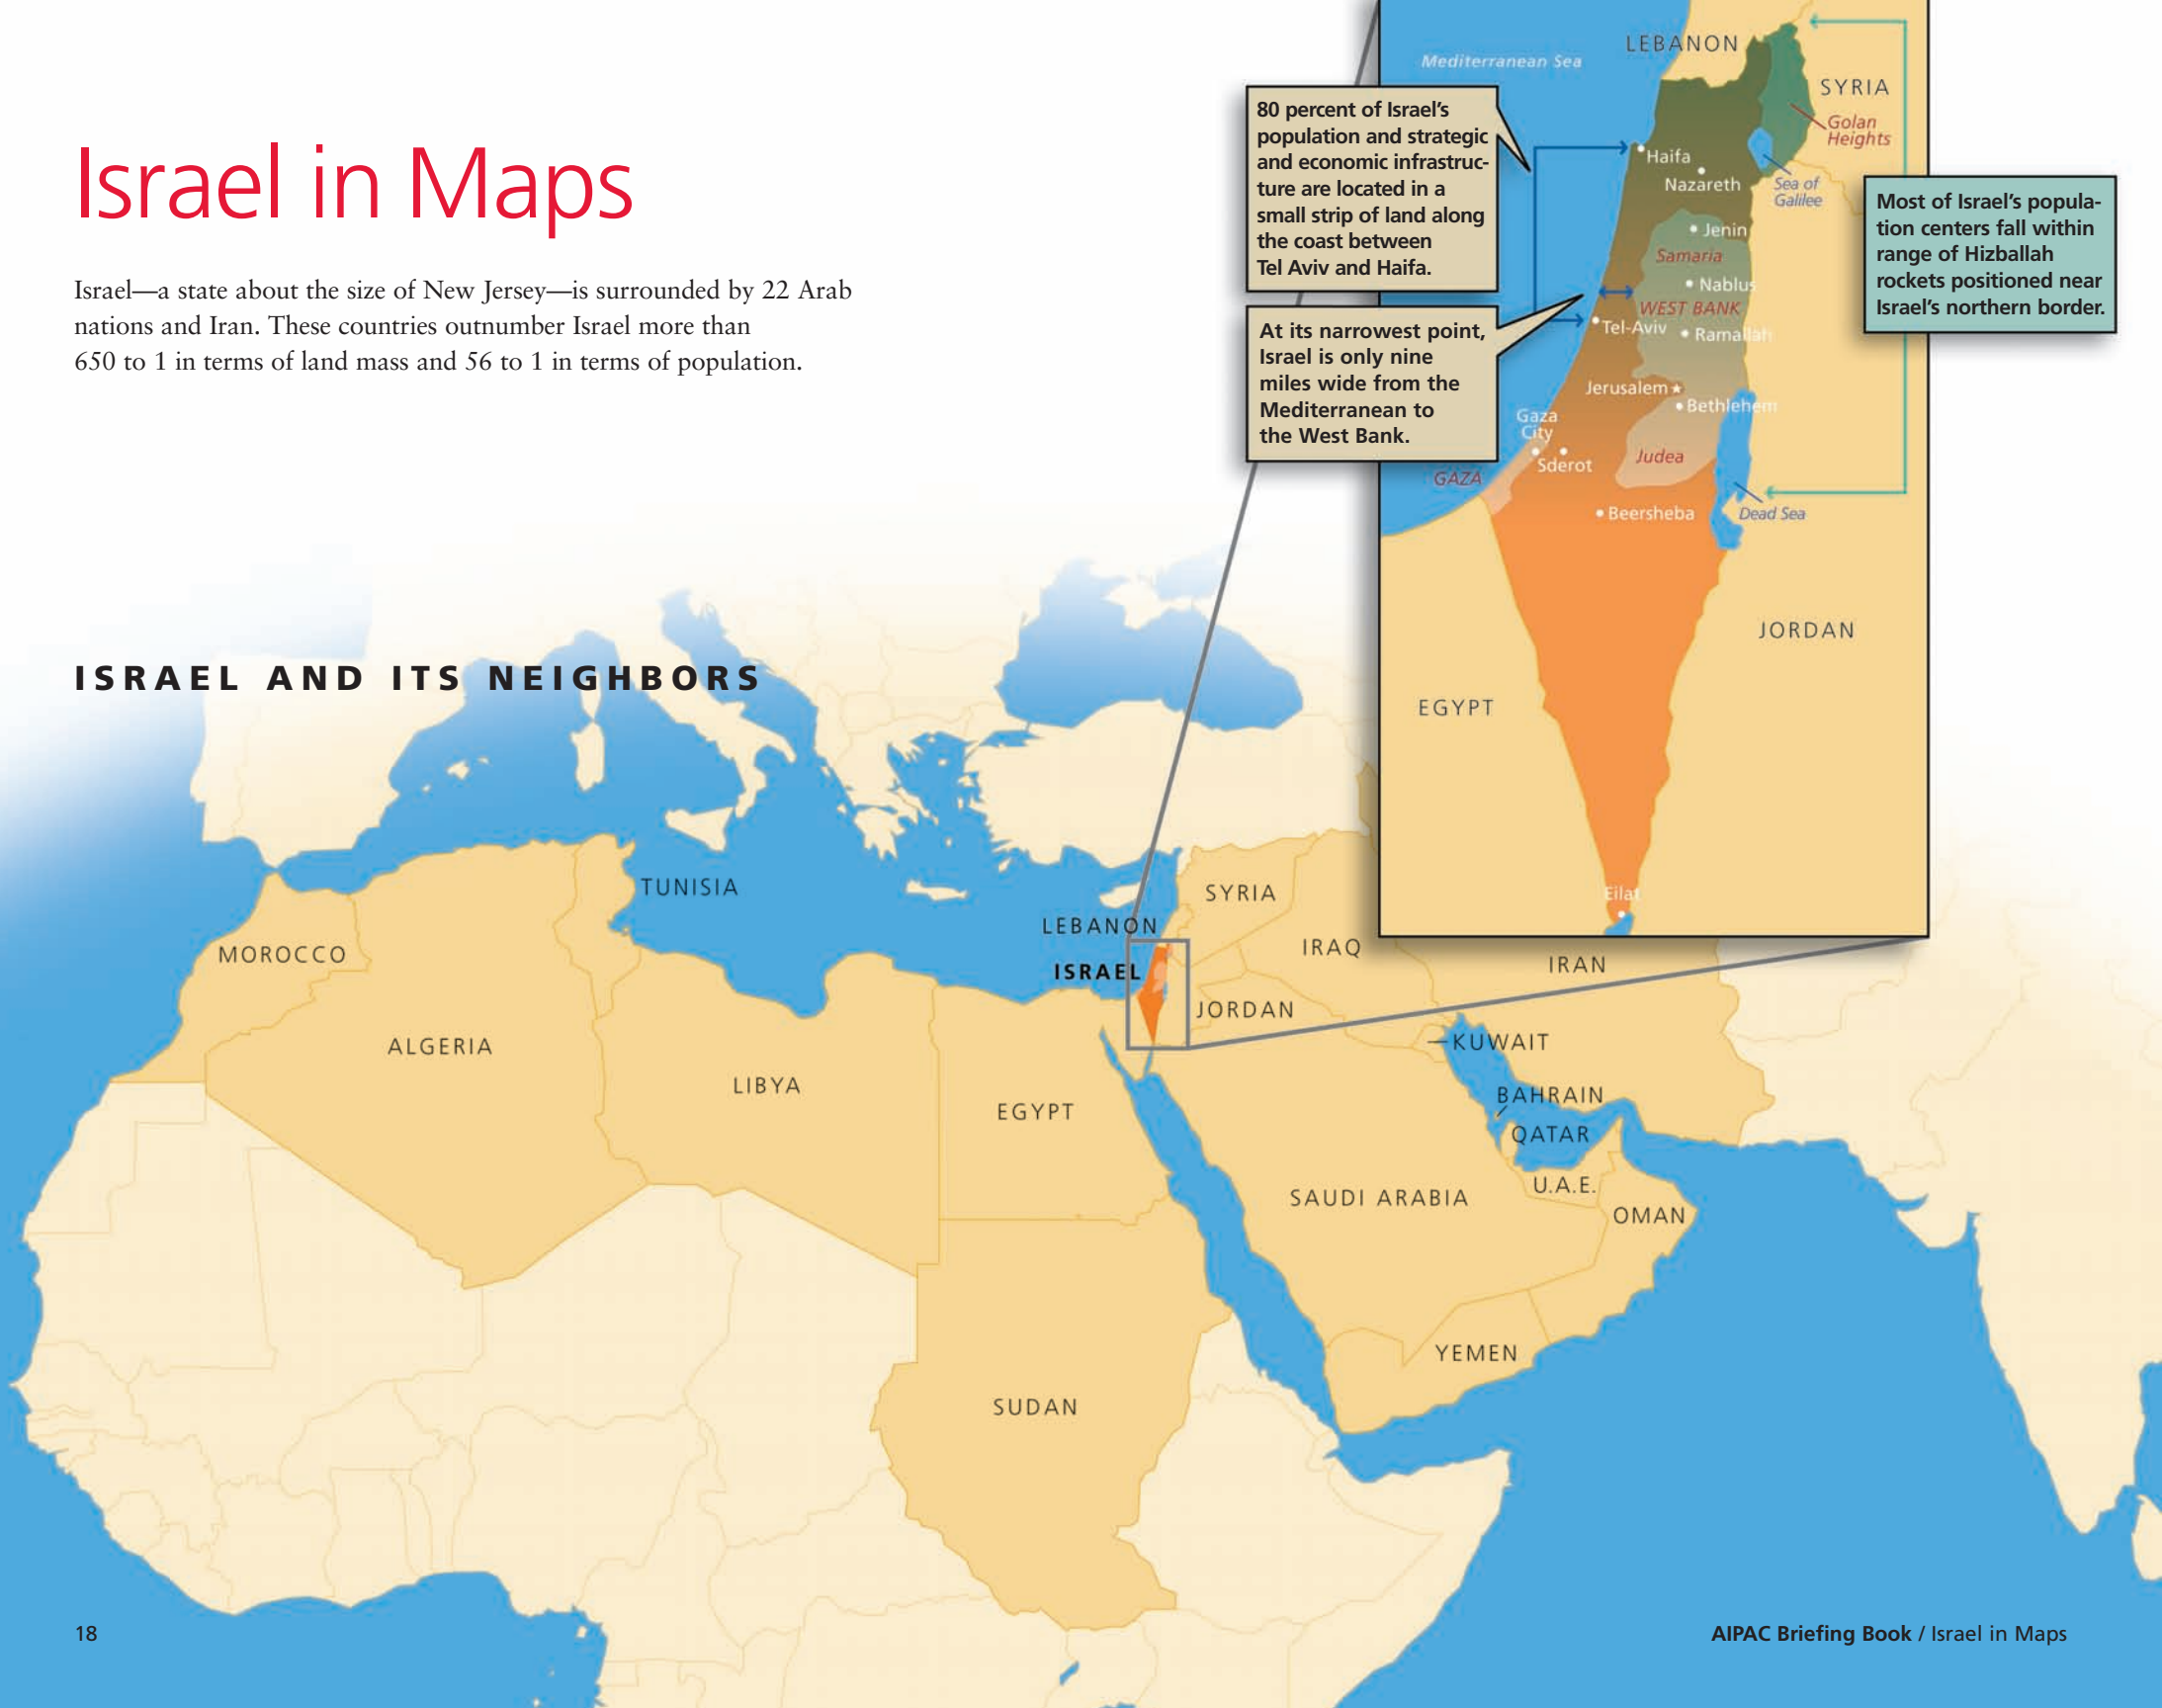 Israel in Maps
Israel—a state about the size of New Jersey—is surrounded by 22 Arab
nations and Iran. These countries outnumber Israel more than
650 to 1 in terms of land mass and 56 to 1 in terms of population.
ISRAEL AND ITS NEIGHBORS
80 percent of Israel's
population and strategic
and economic infrastruc-
ture are located in a
small strip of land along
the coast between
Tel Aviv and Haifa.
At its narrowest point,
Israel is only nine
miles wide from the
Mediterranean to
the West Bank.
Most of Israel's popula-
tion centers fall within
range of Hizballah
rockets positioned near
Israel's northern border.
Mediterranean Sea
LEBANON
SYRIA
Golan
Heights
Haifa
Nazareth
Sea of
Galilee
Jenin
Samaria
Nablus
WEST BANK
Tel-Aviv
Ramallah
Jerusalem
Bethlehem
Gaza
City
Sderot
Judea
GAZA
Beersheba
Dead Sea
JORDAN
EGYPT
Eilat
TUNISIA
SYRIA
LEBANON
MOROCCO
IRAQ
IRAN
ISRAEL
JORDAN
ALGERIA
KUWAIT
LIBYA
BAHRAIN
EGYPT
QATAR
U.A.E.
SAUDI ARABIA
OMAN
YEMEN
SUDAN
18
AIPAC Briefing Book / Israel in Maps